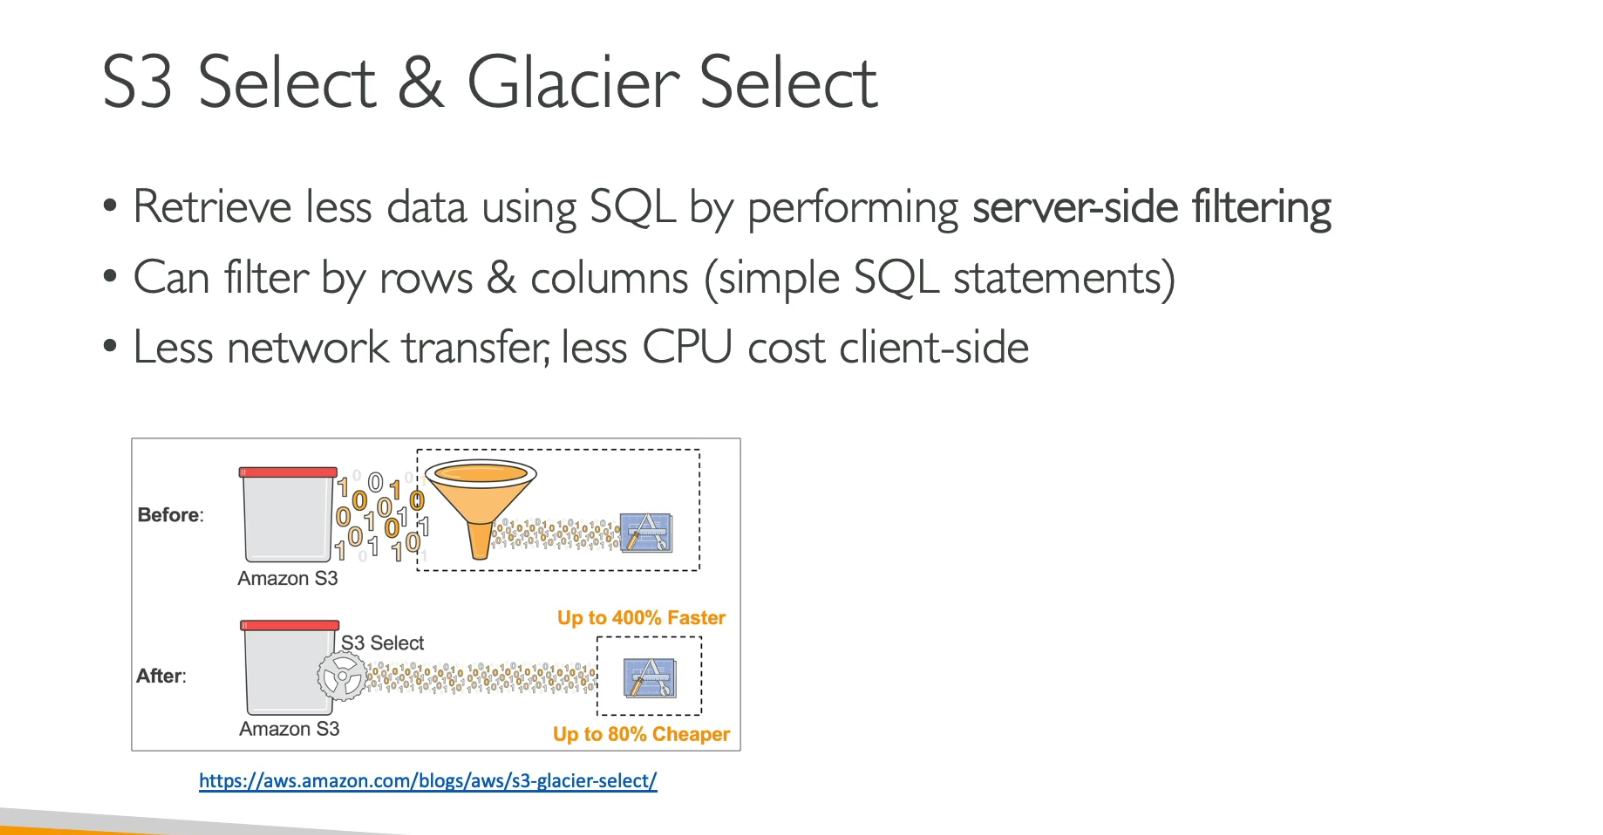 S3 Select & Glacier Select
• Retrieve less data using SQL by performing server-side filtering
• Can filter by rows & columns (simple SQL statements)
• Less network transfer, less CPU cost client-side
Before:
Amazon S3
Up to 400% Faster
S3 Select
After:
Amazon S3
Up to 80% Cheaper
https://aws.amazon.com/blogs/aws/s3-glacier-select/